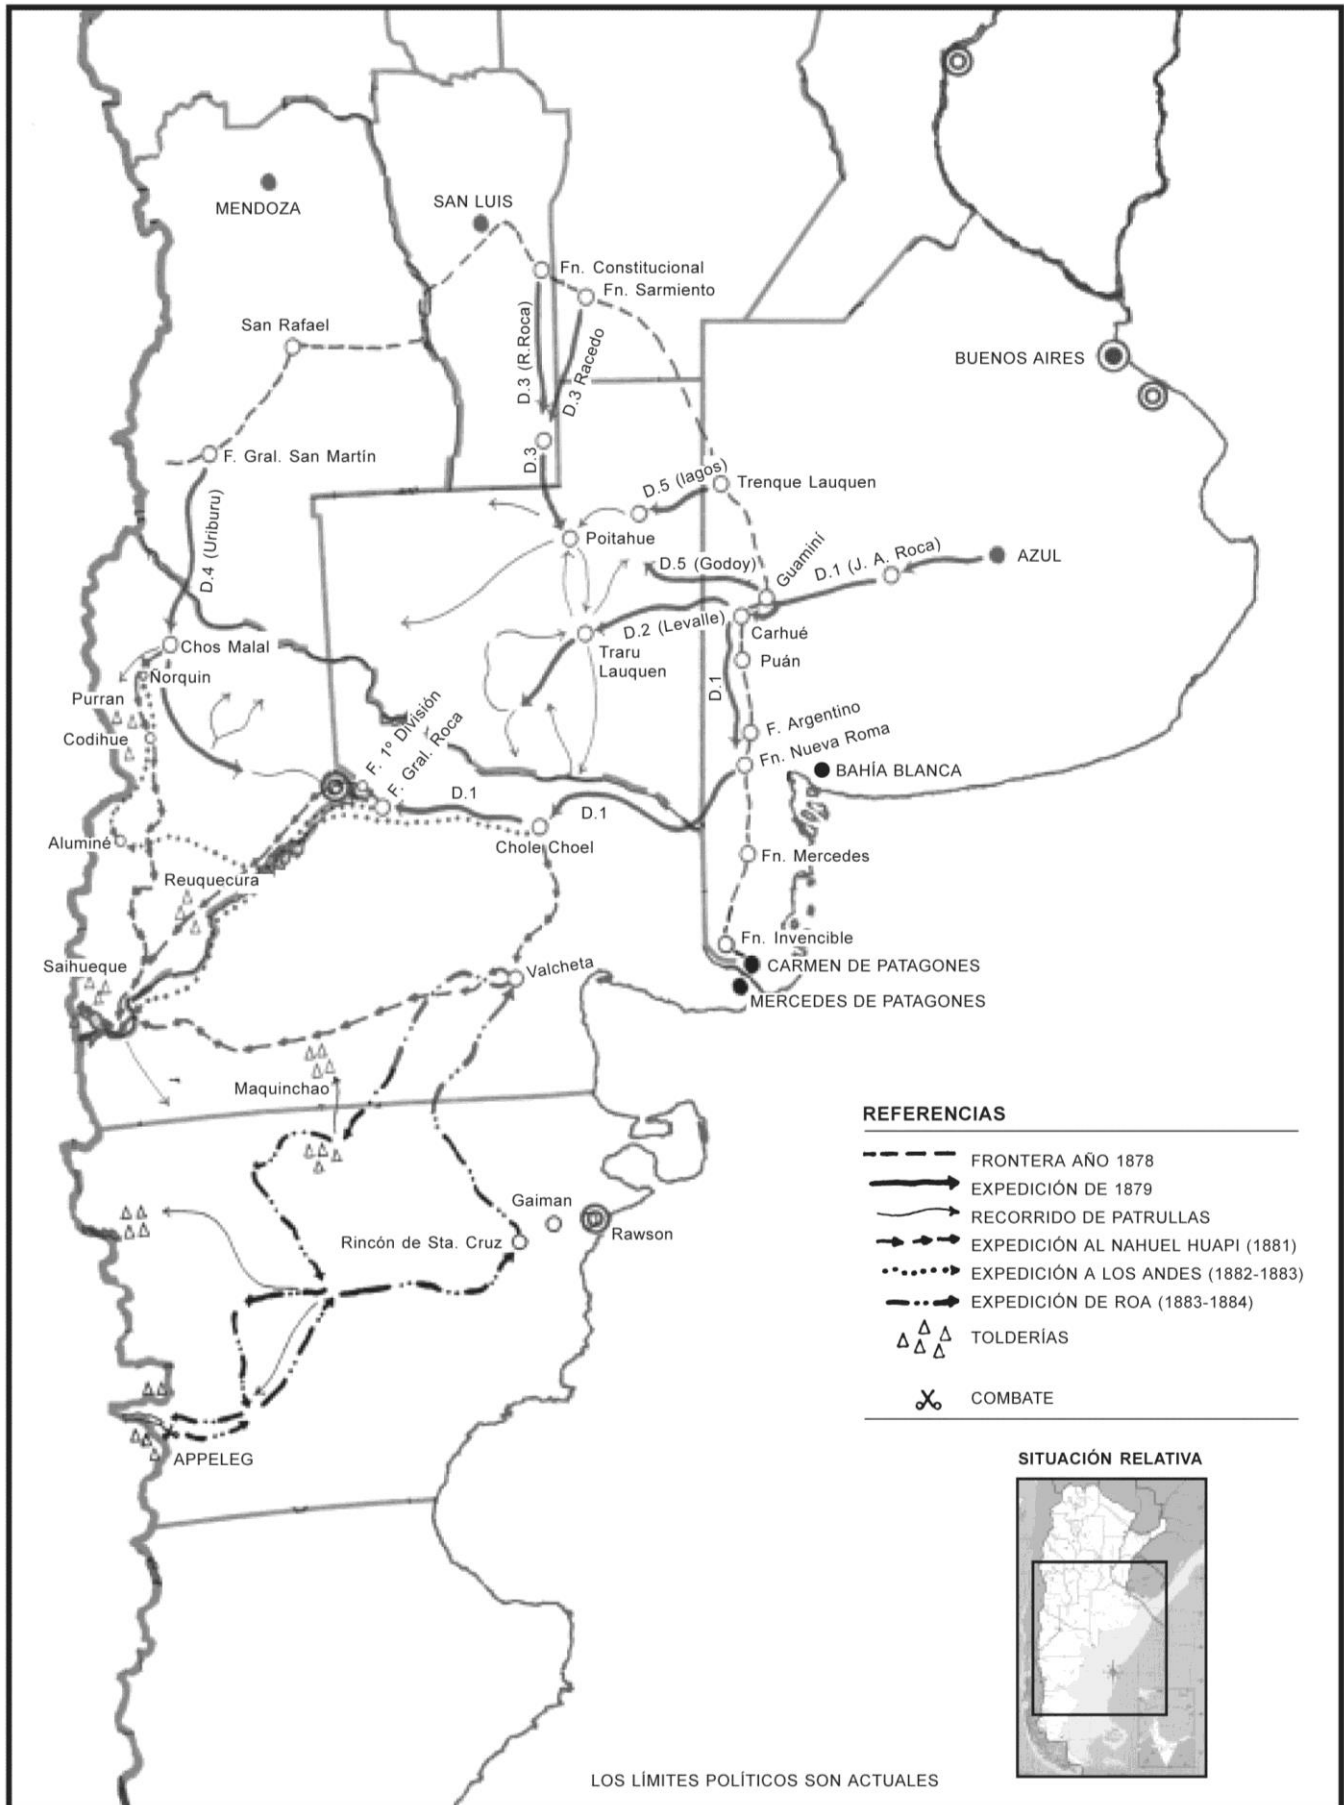 MENDOZA
SAN LUIS
Fn. Constitucional
Fn. Sarmiento
San Rafael
D.3 (R.Roca)
D.3 Racedo
BUENOS AIRES
F. Gral. San Martín
D.3
D.5 (lagos)
Trenque Lauquen
D.4 (Uriburu)
Poitahue
D.5 (Godoy)
Guaminí
D.1 (J. A. Roca)
AZUL
D.2 (Levalle)
Carhué
Chos Malal
Traru
Lauquen
Puán
Ñorquin
D.1
Purran
Codihue
F. 1º División
F. Gral. Roca
F. Argentino
Fn. Nueva Roma
BAHÍA BLANCA
D.1
D.1
Aluminé
Chole Choel
Fn. Mercedes
Reuquecura
Fn. Invencible
Saihueque
Valcheta
CARMEN DE PATAGONES
MERCEDES DE PATAGONES
Maquinchao
REFERENCIAS
FRONTERA AÑO 1878
EXPEDICIÓN DE 1879
RECORRIDO DE PATRULLAS
EXPEDICIÓN AL NAHUEL HUAPI (1881)
EXPEDICIÓN A LOS ANDES (1882-1883)
EXPEDICIÓN DE ROA (1883-1884)
TOLDERÍAS
COMBATE
Gaiman
Rawson
Rincón de Sta. Cruz
APPELEG
SITUACIÓN RELATIVA
LOS LÍMITES POLÍTICOS SON ACTUALES